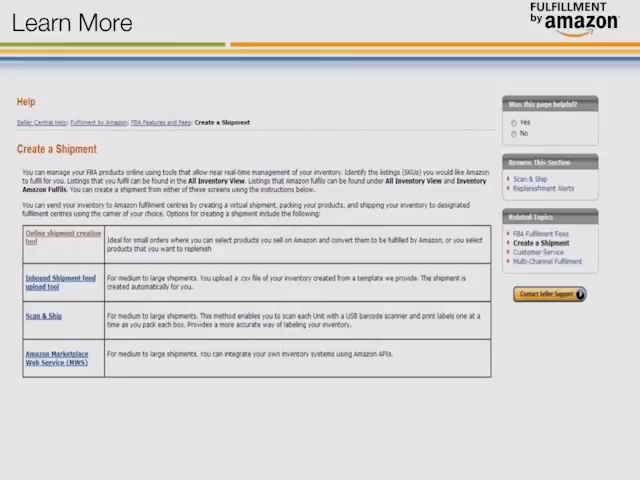 Learn More
FULFILLMENT
by amazon
Help
Seller Central Help: Fulfilment by Amazon: FBA Features and Fees: Create a Shipment
Create a Shipment
You can manage your FBA products online using tools that allow near real-time management of your inventory. Identify the listings (SKUs) you would like Amazon
to fulfil for you. Listings that you fulfil can be found in the All Inventory View. Listings that Amazon fulfils can be found under All Inventory View and Inventory
Amazon Fulfils. You can create a shipment from either of these screens using the instructions below.
You can send your inventory to Amazon fulfilment centres by creating a virtual shipment, packing your products, and shipping your inventory to designated
fulfilment centres using the carrier of your choice. Options for creating a shipment include the following:
Online shipment creation
tool
Ideal for small orders where you can select products you sell on Amazon and convert them to be fulfilled by Amazon, or you select
products that you want to replenish
Inbound Shipment feed
upload tool
For medium to large shipments. You upload a .csv file of your inventory created from a template we provide. The shipment is
created automatically for you.
Scan & Ship
For medium to large shipments. This method enables you to scan each Unit with a USB barcode scanner and print labels one at a
time as you pack each box. Provides a more accurate way of labeling your inventory.
Amazon Marketplace
Web Service (MWS)
For medium to large shipments. You can integrate your own inventory systems using Amazon APIs.
Was this page helpful?
Yes
No
Browse This Section
Scan & Ship
Replenishment Alerts
Related Topics
FBA Fulfilment Fees
Create a Shipment
Customer Service
Multi-Channel Fulfilment
Contact Seller Support